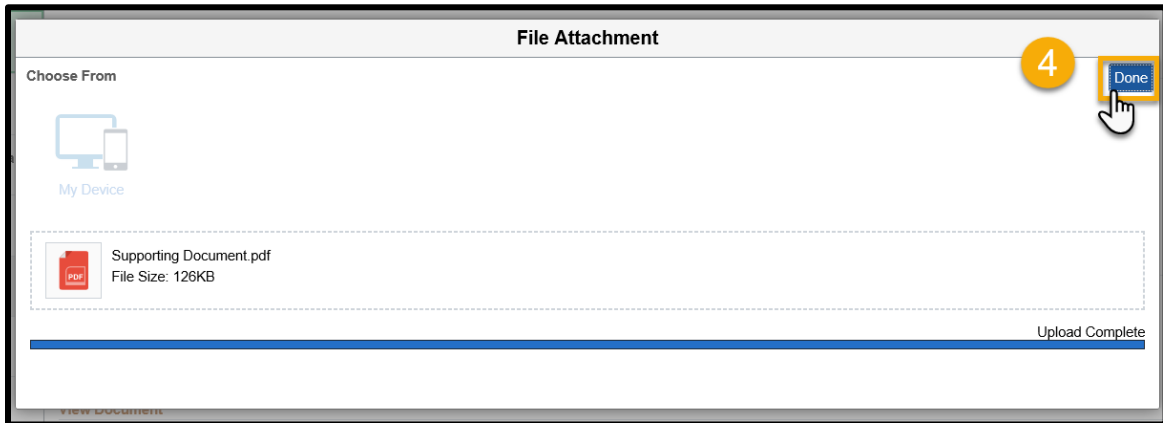 File Attachment
4
Choose From
Done
My Device
PDF
Supporting Document.pdf
File Size: 126KB
Upload Complete
View Document